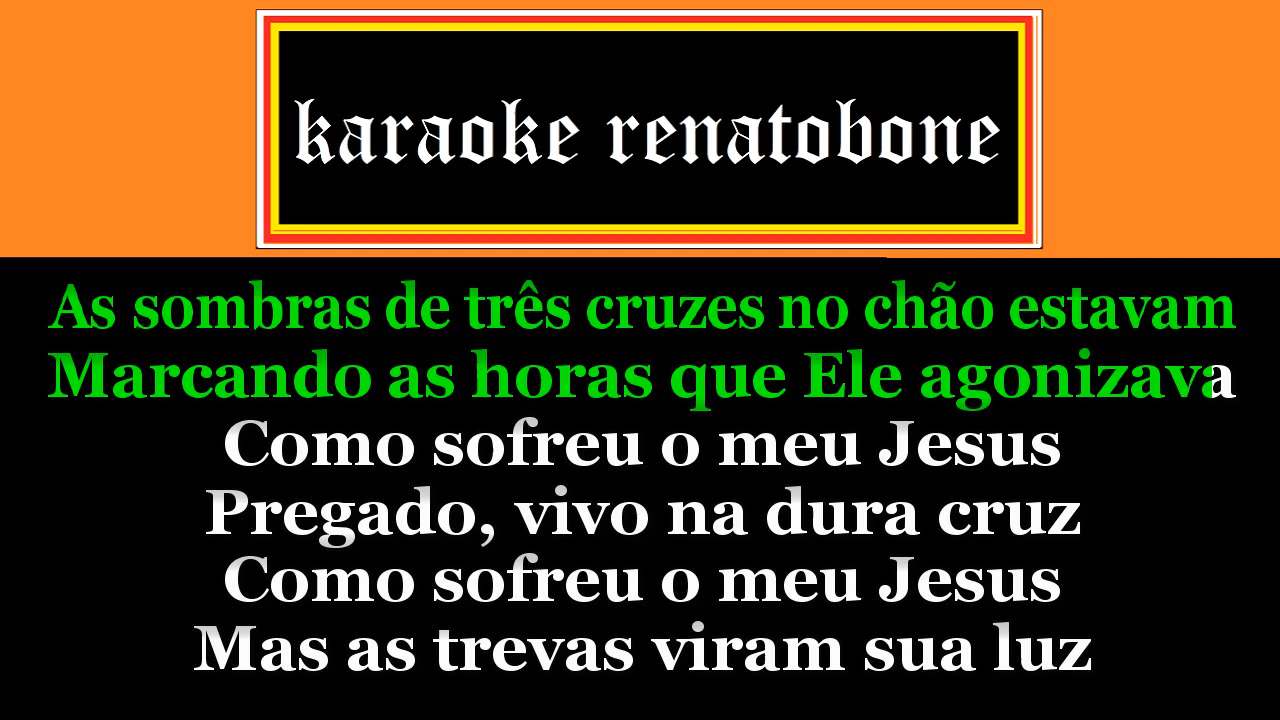 karaoke renatobone
As sombras de três cruzes no chão estavam
Marcando as horas que Ele agonizava
Como sofreu o meu Jesus
Pregado, vivo na dura cruz
Como sofreu o meu Jesus
Mas as trevas viram sua luz